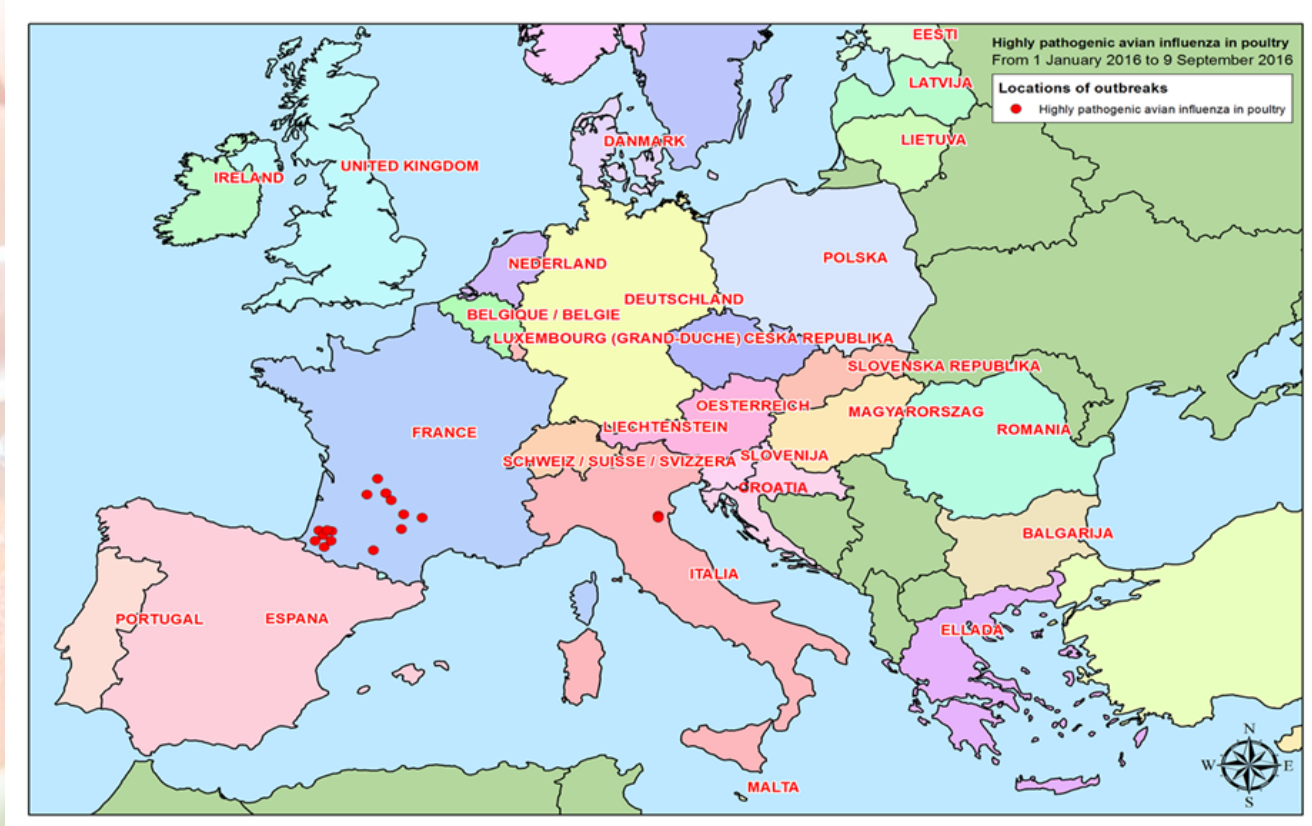 EESTI
Highly pathogenic avian influenza in poultry
From 1 January 2016 to 9 September 2016
Locations of outbreaks
Highly pathogenic avian influenza in poultry
LATVIJA
LIETUVA
DANMARK
UNITED KINGDOM
IRELAND
POLSKA
NEDERLAND
DEUTSCHLAND
BELGIQUE / BELGIE
LUXEMBOURG (GRAND-DUCHE)
CESKA REPUBLIKA
SLOVENSKA REPUBLIKA
OESTERREICH
MAGYARORSZAG
LIECHTENSTEIN
ROMANIA
FRANCE
SLOVENIJA
SCHWEIZ / SUISSE / SVIZZERA
CROATIA
BALGARIJA
ITALIA
PORTUGAL
ESPANA
ELLADA
MALTA
N
W
E
S